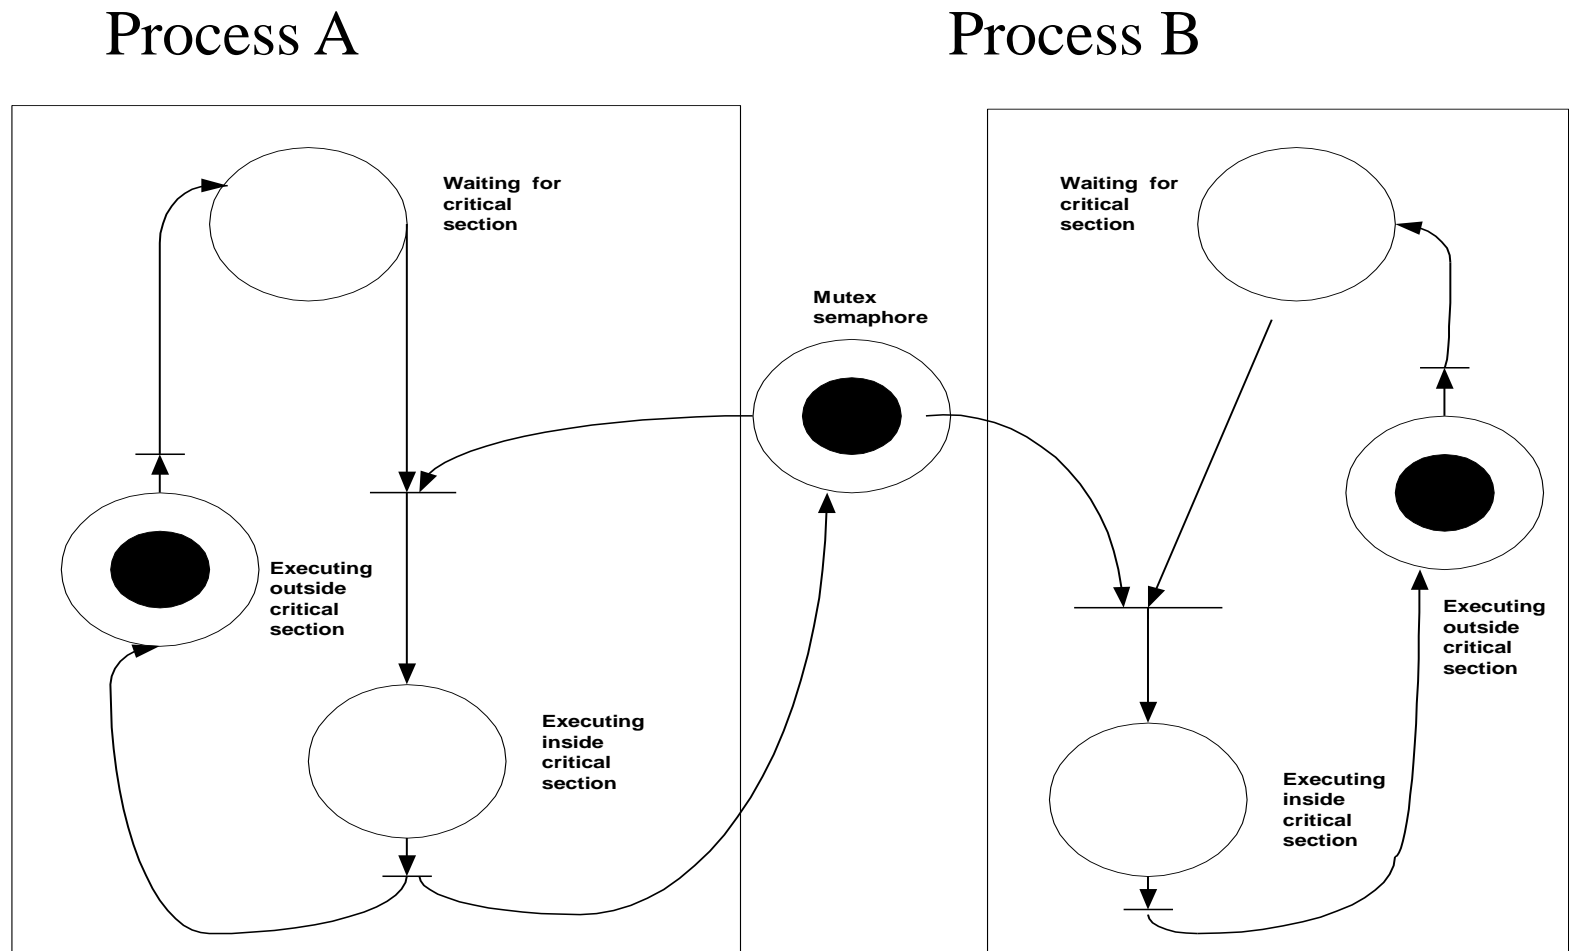 Process A
Process B
Waiting for
critical
section
Waiting for
critical
section
Mutex
semaphore
Executing
outside
critical
section
Executing
outside
critical
section
Executing
inside
critical
section
Executing
inside
critical
section